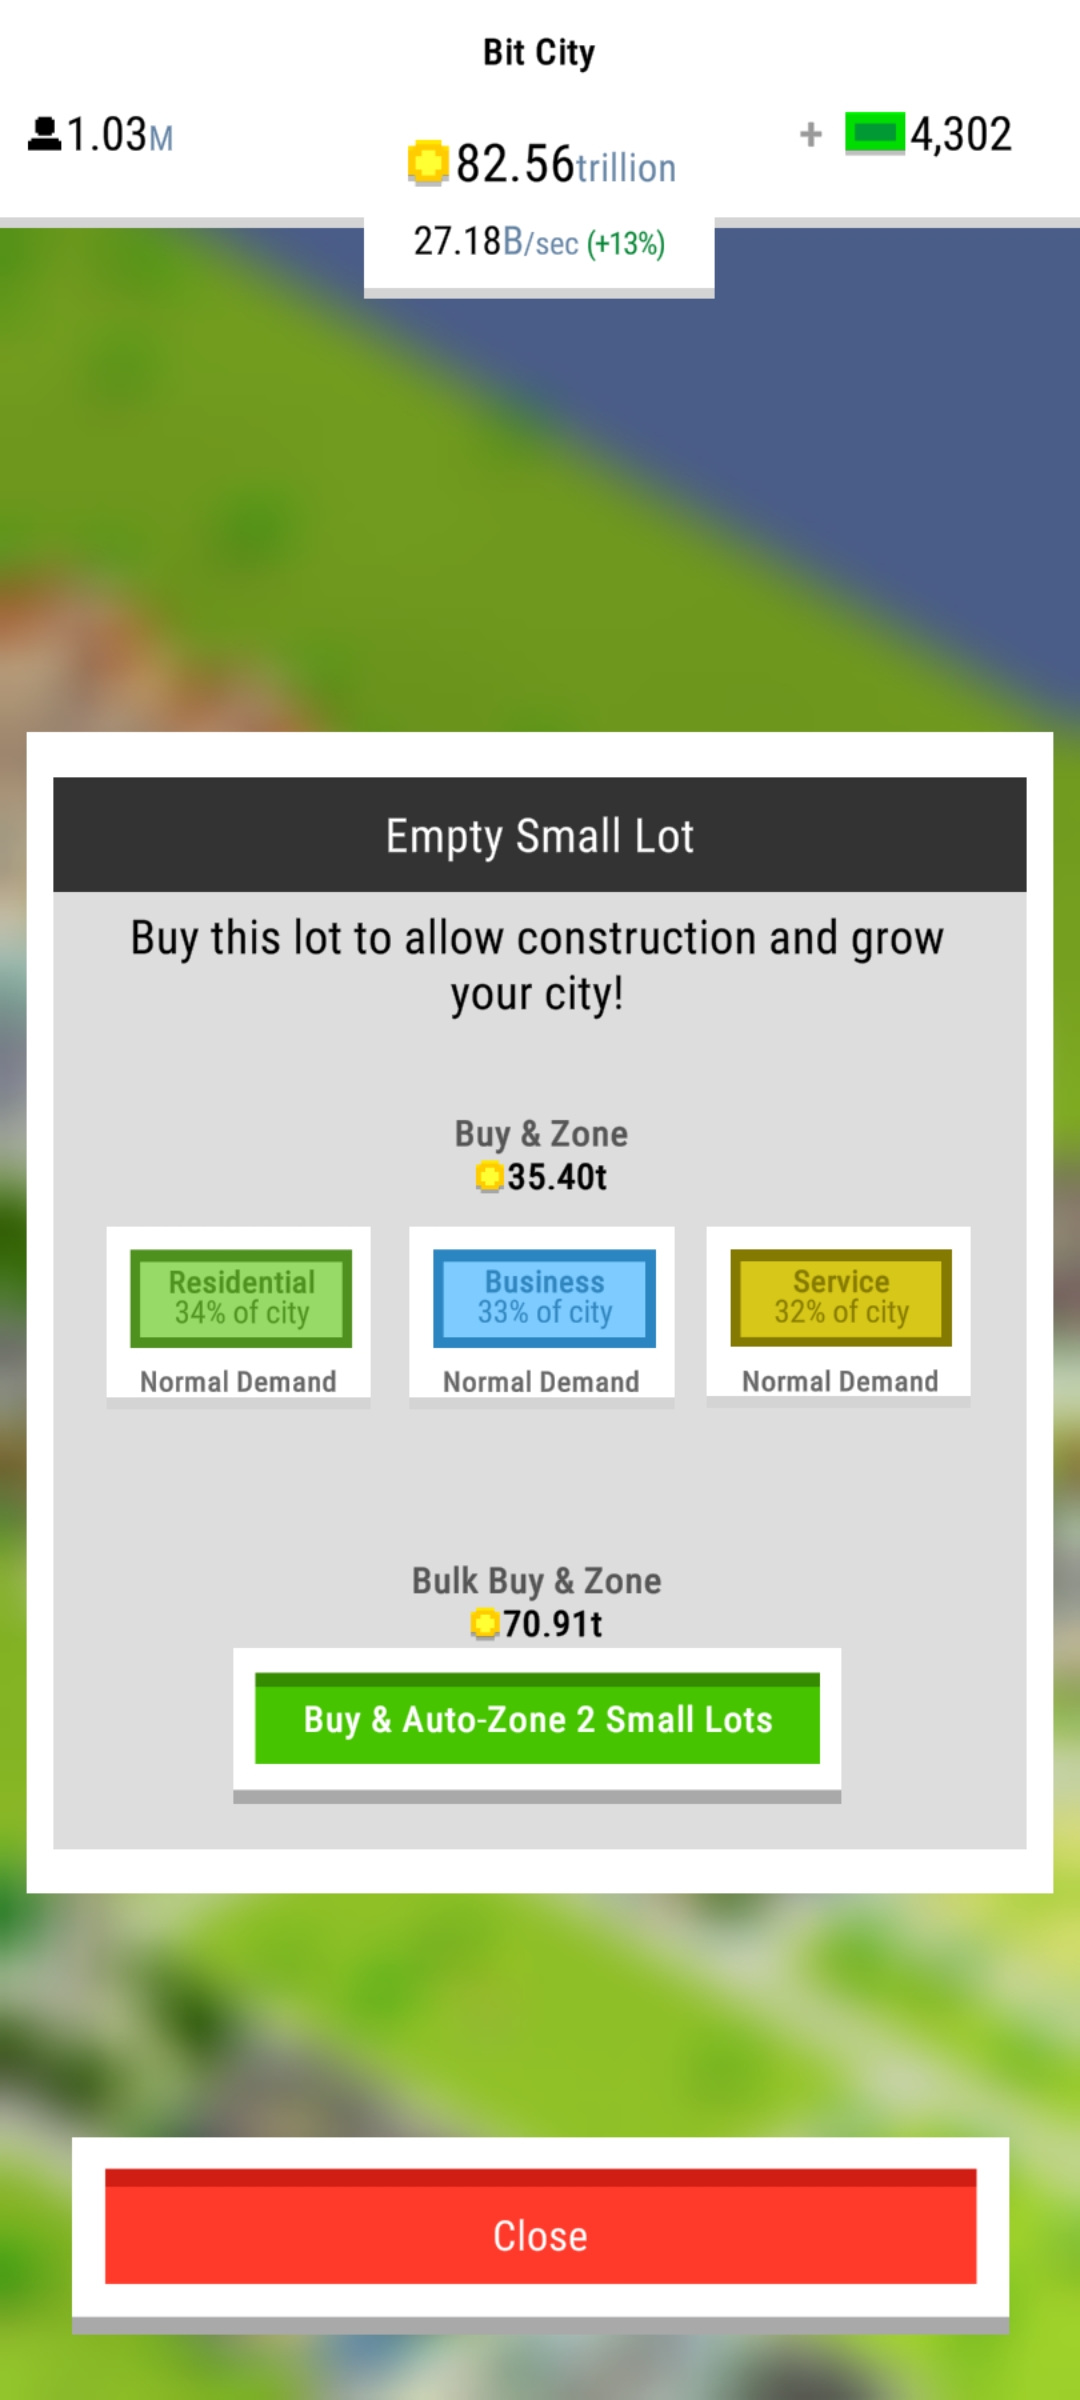 Bit City
1.03M
82.56trillion
+ 4,302
27.18B/sec (+13%)
Empty Small Lot
Buy this lot to allow construction and grow
your city!
Buy & Zone
35.40t
Residential
34% of city
Normal Demand
Business
33% of city
Normal Demand
Service
32% of city
Normal Demand
Bulk Buy & Zone
70.91t
Buy & Auto-Zone 2 Small Lots
Close